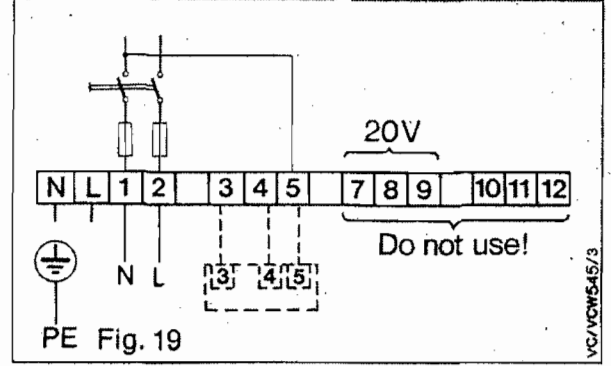 20V
N L 1 2 3 4 5 7 8 9 10 11 12
Do not use!
N L
3 4 5
PE Fig. 19
VC/VCW545/3